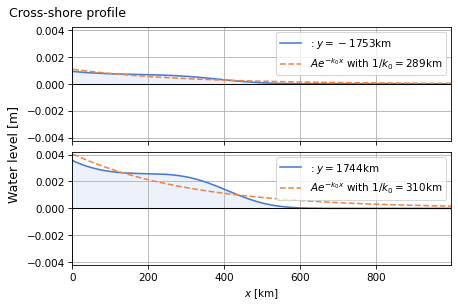 Cross-shore profile
Water level [m]
0.004
0.002
0.000
−0.002
−0.004
: y = −1753km
Ae^{−k₀x} with 1/k₀ = 289km
0.004
0.002
0.000
−0.002
−0.004
: y = 1744km
Ae^{−k₀x} with 1/k₀ = 310km
0 200 400 600 800
x [km]